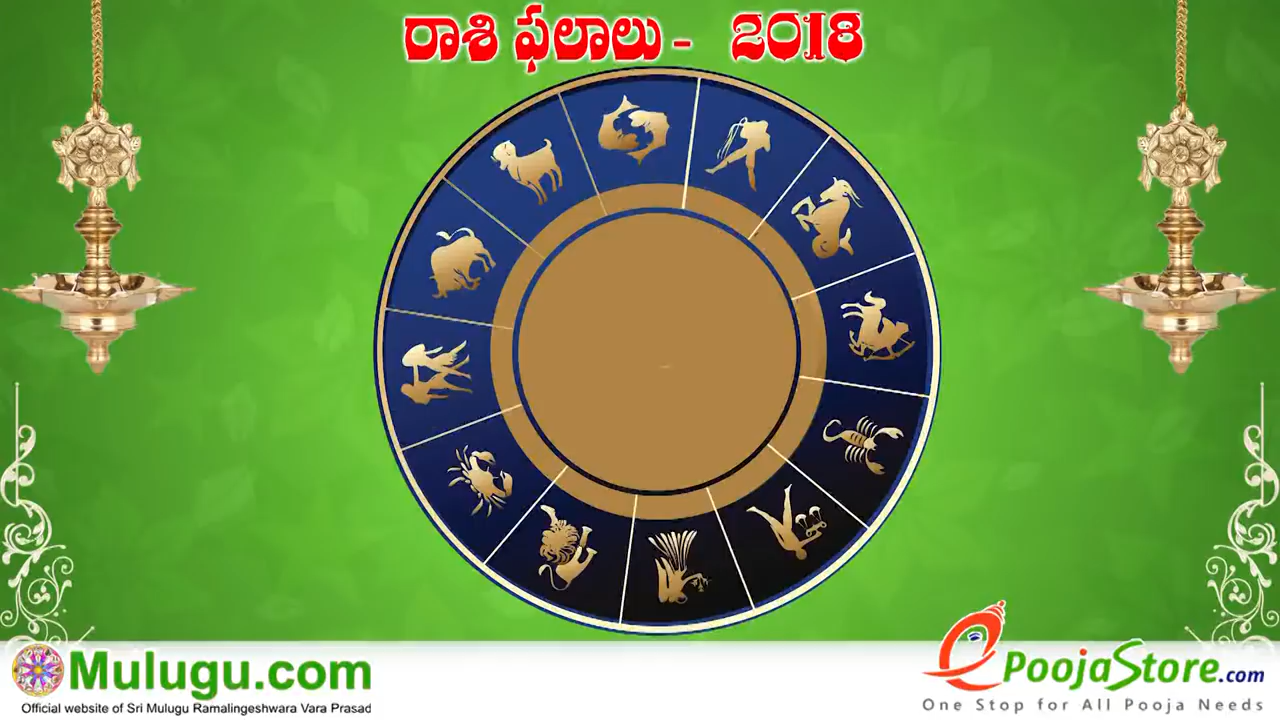 రాశి ఫలాలు - 2018
Mulugu.com
Official website of Sri Mulugu Ramalingeshwara Vara Prasad
ePoojaStore.com
One Stop for All Pooja Needs